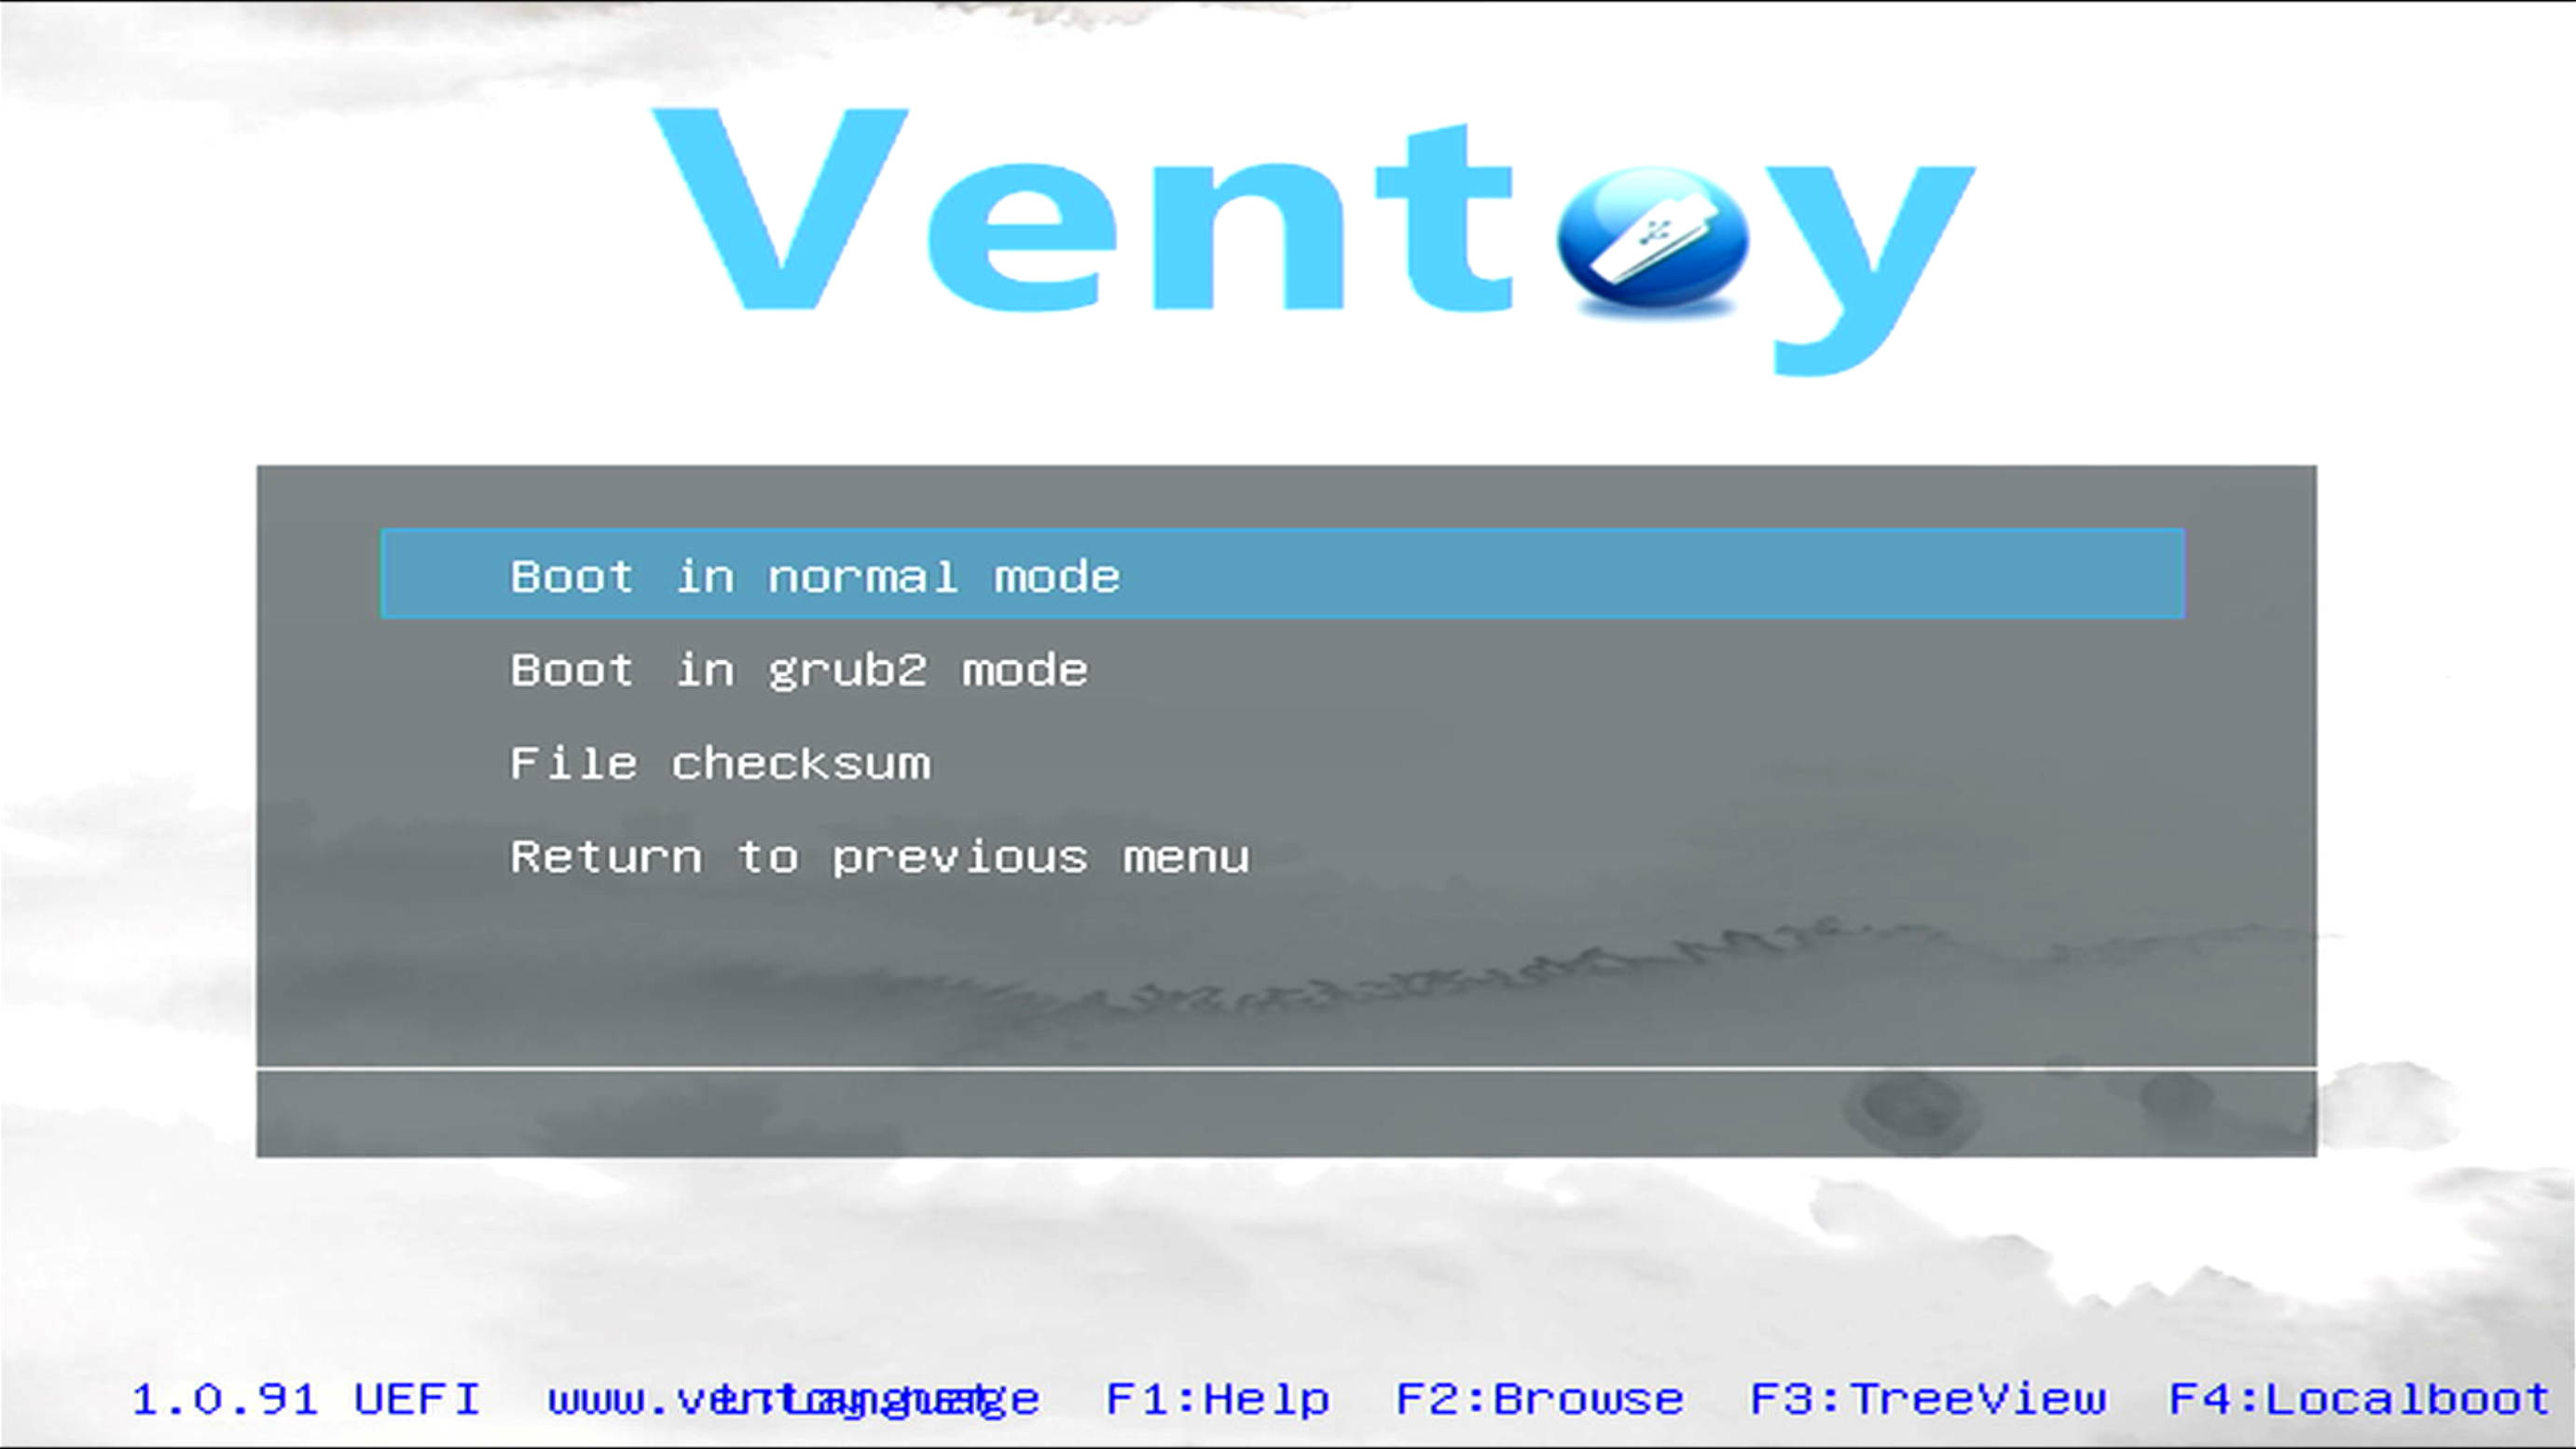 Ventoy
Boot in normal mode
Boot in grub2 mode
File checksum
Return to previous menu
1.0.91 UEFI F1:Help F2:Browse F3:TreeView F4:Localboot